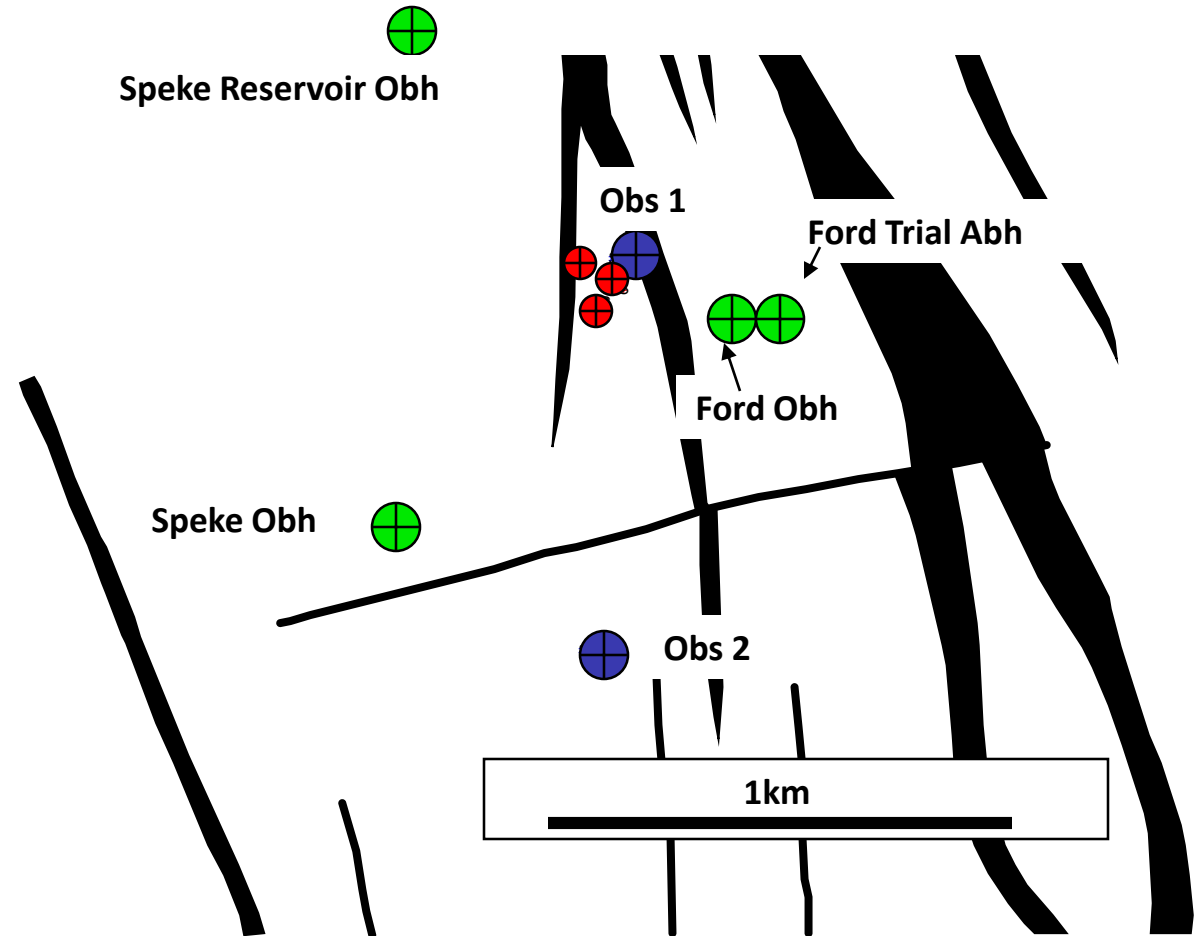 Speke Reservoir Obh
Obs 1
Ford Trial Abh
Ford Obh
Speke Obh
Obs 2
1km